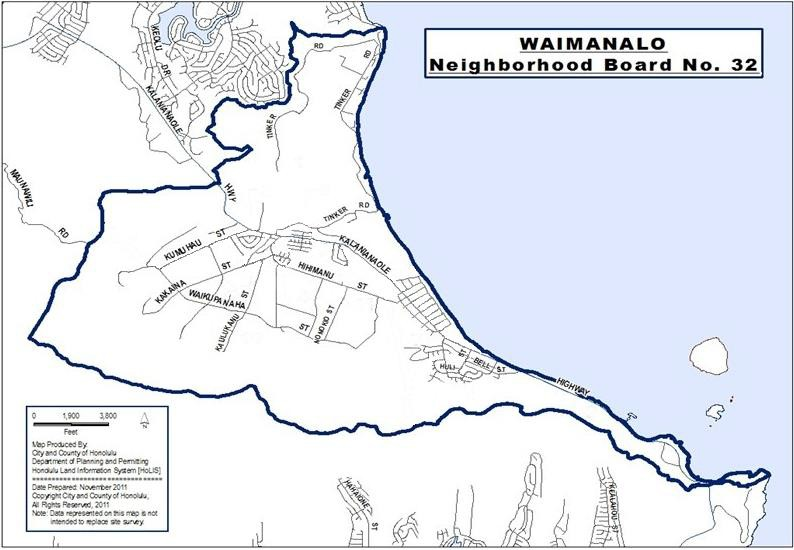 WAIMANALO
Neighborhood Board No. 32
KEOLU
DR
KALANIANAOLE
HWY
RD
RD
TINKER
TINKER
TINKER RD
MAUNAWILI
RD
KUMUHAU ST
KAKAINA ST
WAIKUPANAHA
ST
KAULUKANU
ST
HIHIMANU
ST
KALANIANAOLE
HIGHWAY
ST
HULI
BELL ST
HAHAIONE
ST
KEALAHOU ST
0 1,900 3,800
Feet
N
Map Produced By:
City and County of Honolulu
Department of Planning and Permitting
Honolulu Land Information System [HoLIS]
Date Prepared: November 2011
Copyright City and County of Honolulu,
All Rights Reserved, 2011
Note: Data represented on this map is not
intended to replace site survey.